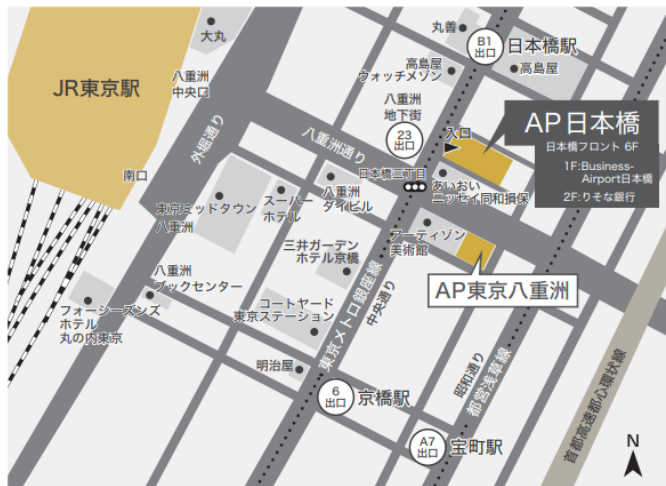 丸善
B1
出口
日本橋駅
大丸
高島屋
ウォッチメゾン
高島屋
JR東京駅
八重洲
中央口
八重洲
地下街
23
出口
入口
AP日本橋
日本橋フロント 6F
1F:Business-
Airport日本橋
2F:りそな銀行
外堀通り
八重洲通り
日本橋二丁目
あいおい
ニッセイ同和損保
南口
東京ミッドタウン
八重洲
スーパー
ホテル
八重洲
ダイビル
アーティゾン
美術館
三井ガーデン
ホテル京橋
AP東京八重洲
八重洲
ブックセンター
フォーシーズンズ
ホテル
丸の内東京
コートヤード
東京ステーション
東京メトロ銀座線
中央通り
明治屋
6
出口
京橋駅
昭和通り
都営浅草線
首都高速都心環状線
A7
出口
宝町駅
N